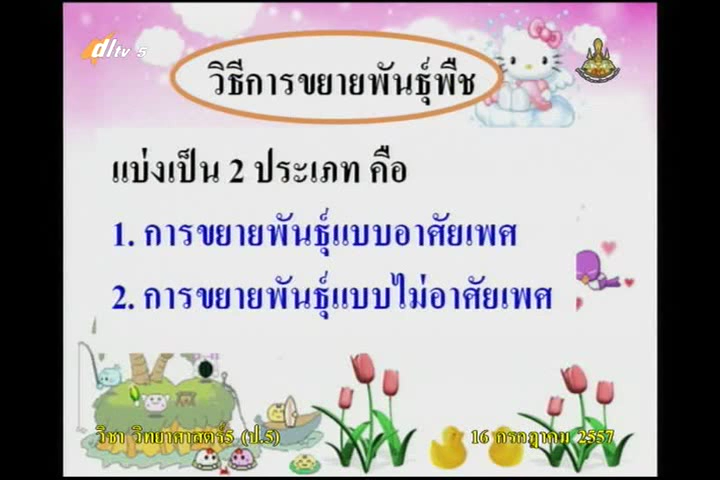 dltv 5
วิธีการขยายพันธุ์พืช
แบ่งเป็น 2 ประเภท คือ
1. การขยายพันธุ์แบบอาศัยเพศ
2. การขยายพันธุ์แบบไม่อาศัยเพศ
วิชา วิทยาศาสตร์5 (ป.5)
16 กรกฎาคม 2557